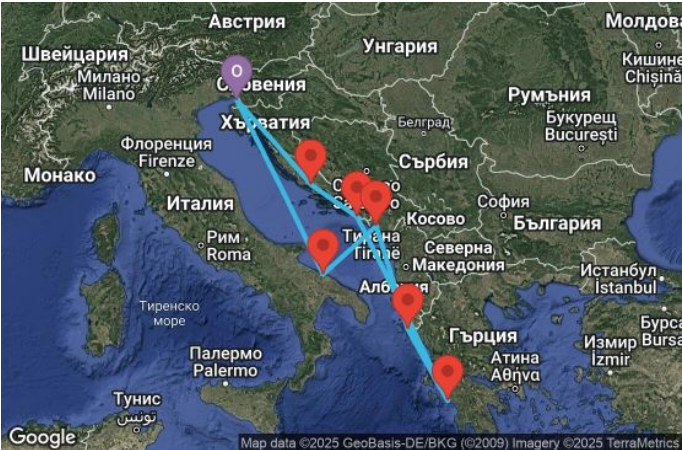 Австрия
Молдова
Швейцария
Унгария
Кишине
Chișină
Милано
Milano
О
Словения
Румъния
Букурещ
București
Хърватия
Белград
Флоренция
Firenze
Сърбия
Монако
Италия
София
Косово
България
Рим
Roma
Тирана
Tiranë
Северна
Македония
Истанбул
İstanbul
Албания
Тиренско
море
Гърция
Бурса
Bursa
Измир
İzmir
Палермо
Palermo
Атина
Αθήνα
Тунис
تونس
Google
Map data ©2025 GeoBasis-DE/BKG (©2009) Imagery ©2025 TerraMetrics